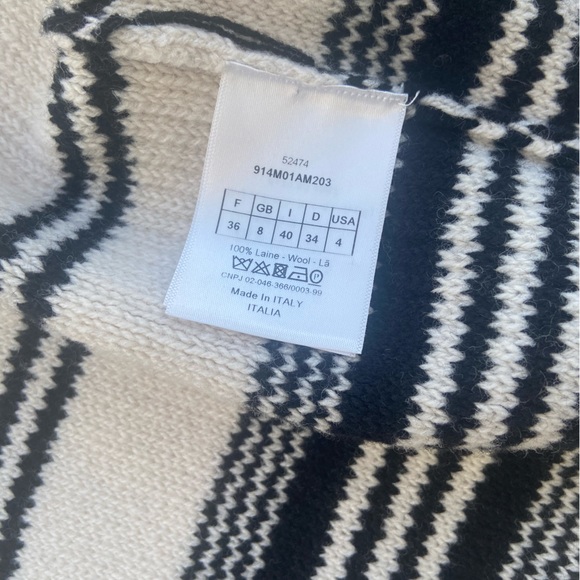 52474
914M01AM203
F GB I D USA
36 8 40 34 4
100% Laine - Wool - Lã
CNPJ 02-046-366/0003-99
Made In ITALY
ITALIA